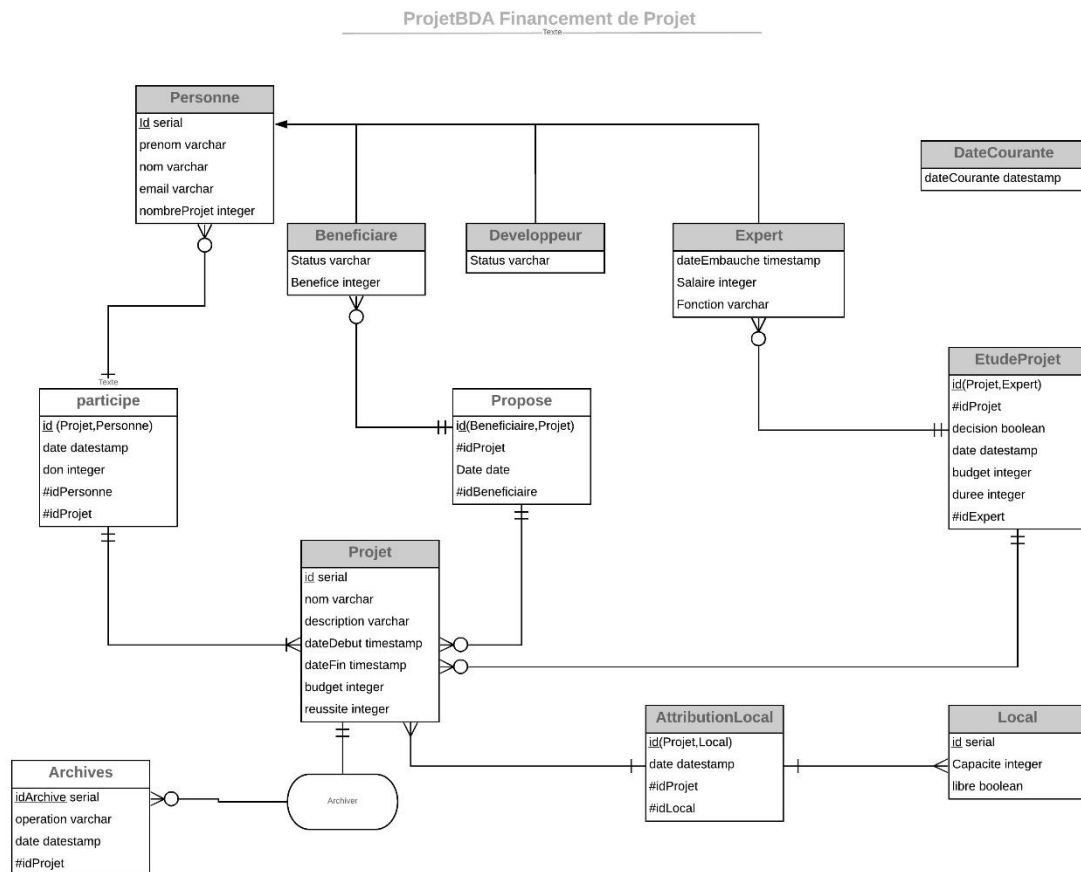 ProjetBDA Financement de Projet
Texte
Personne
Id serial
prenom varchar
nom varchar
email varchar
nombreProjet integer
DateCourante
dateCourante datestamp
Beneficiare
Status varchar
Benefice integer
Developpeur
Status varchar
Expert
dateEmbauche timestamp
Salaire integer
Fonction varchar
EtudeProjet
id(Projet,Expert)
#idProjet
decision boolean
date datestamp
budget integer
duree integer
#idExpert
Texte
participe
id (Projet,Personne)
date datestamp
don integer
#idPersonne
#idProjet
Propose
id(Beneficiaire,Projet)
#idProjet
Date date
#idBeneficiaire
Projet
id serial
nom varchar
description varchar
dateDebut timestamp
dateFin timestamp
budget integer
reussite integer
AttributionLocal
id(Projet,Local)
date datestamp
#idProjet
#idLocal
Local
id serial
Capacite integer
libre boolean
Archives
idArchive serial
operation varchar
date datestamp
#idProjet
Archiver